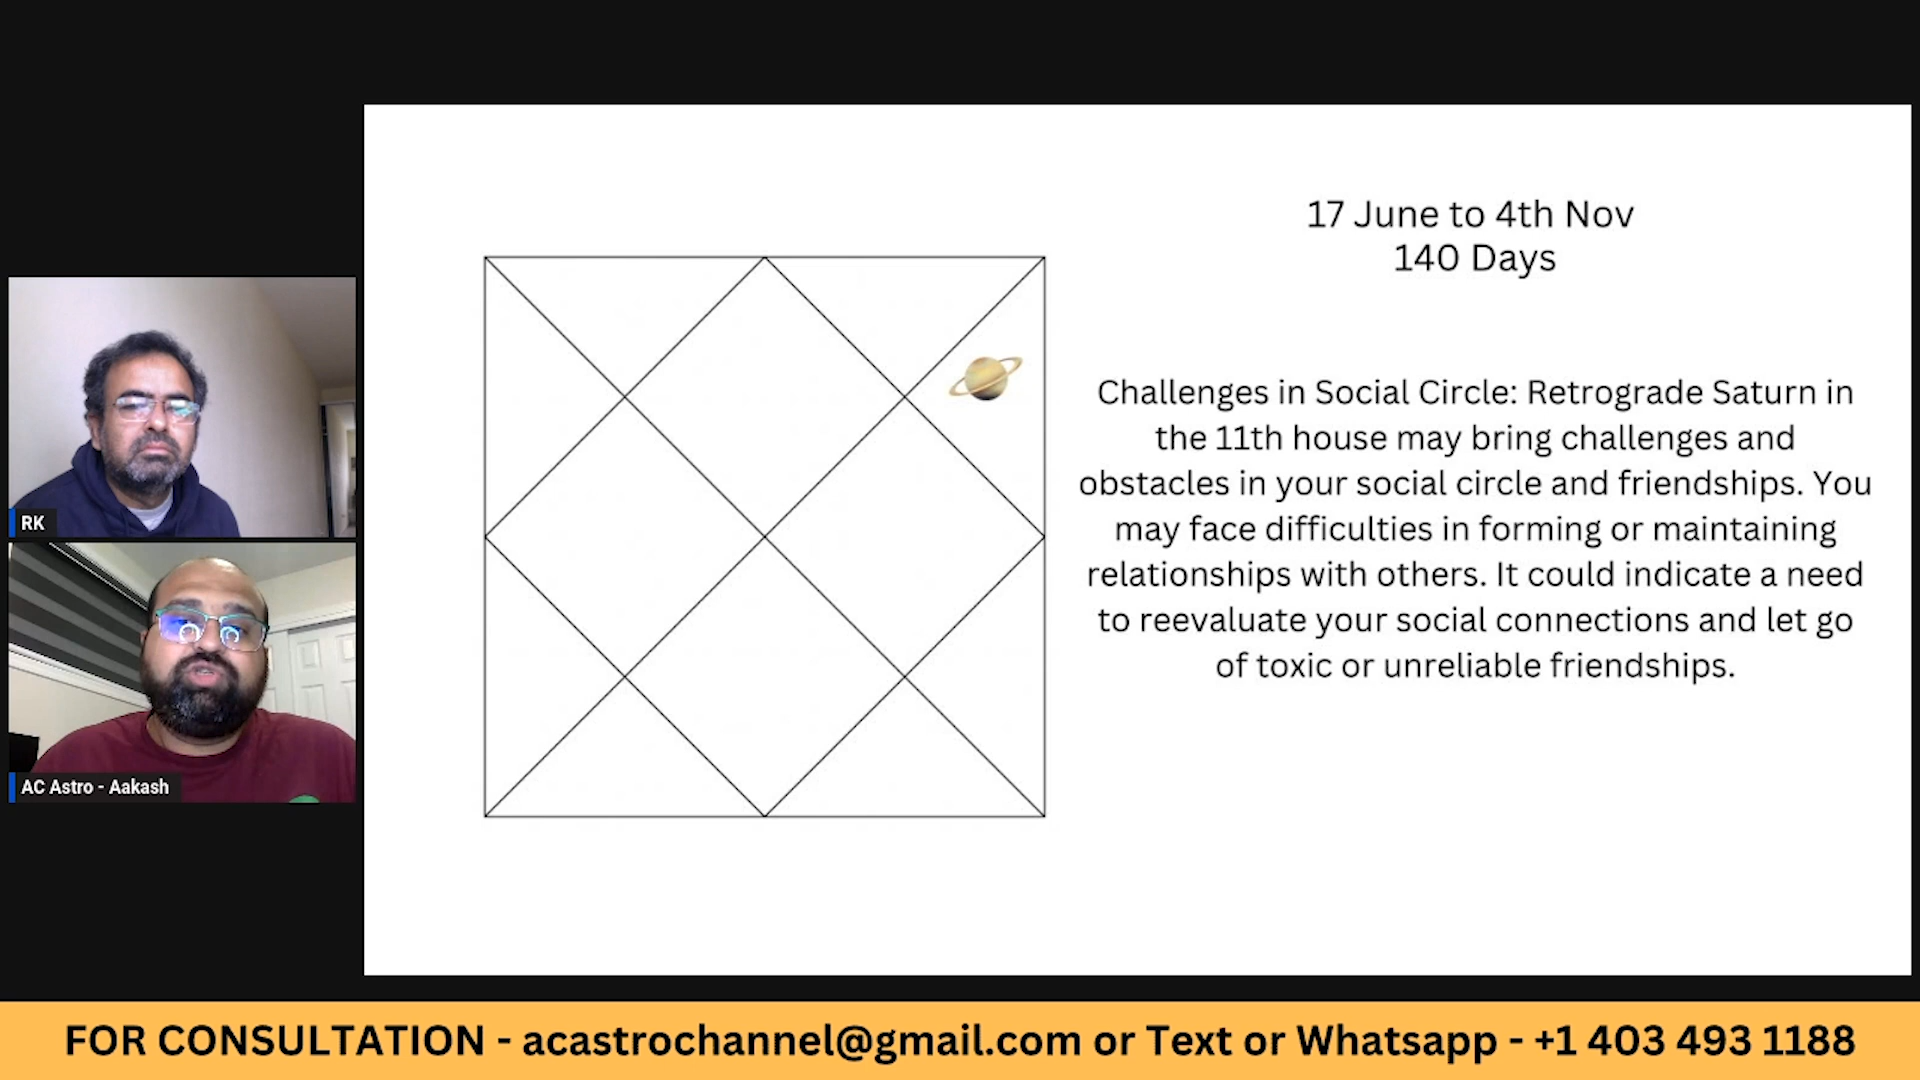 17 June to 4th Nov
140 Days
Challenges in Social Circle: Retrograde Saturn in
the 11th house may bring challenges and
obstacles in your social circle and friendships. You
may face difficulties in forming or maintaining
relationships with others. It could indicate a need
to reevaluate your social connections and let go
of toxic or unreliable friendships.
RK
AC Astro - Aakash
FOR CONSULTATION - acastrochannel@gmail.com or Text or Whatsapp - +1 403 493 1188